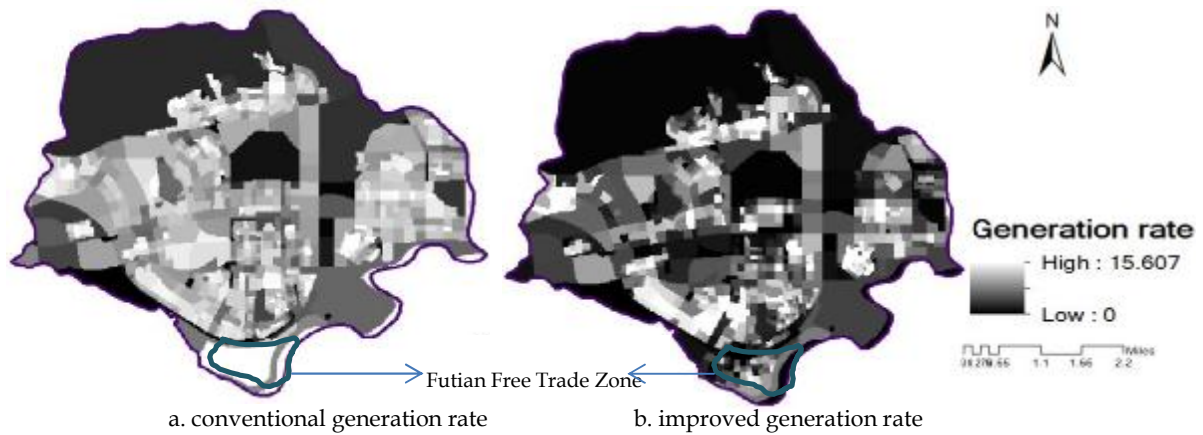 N
Generation rate
High : 15.607
Low : 0
Miles
1.1 1.66 2.2
Futian Free Trade Zone
a. conventional generation rate
b. improved generation rate